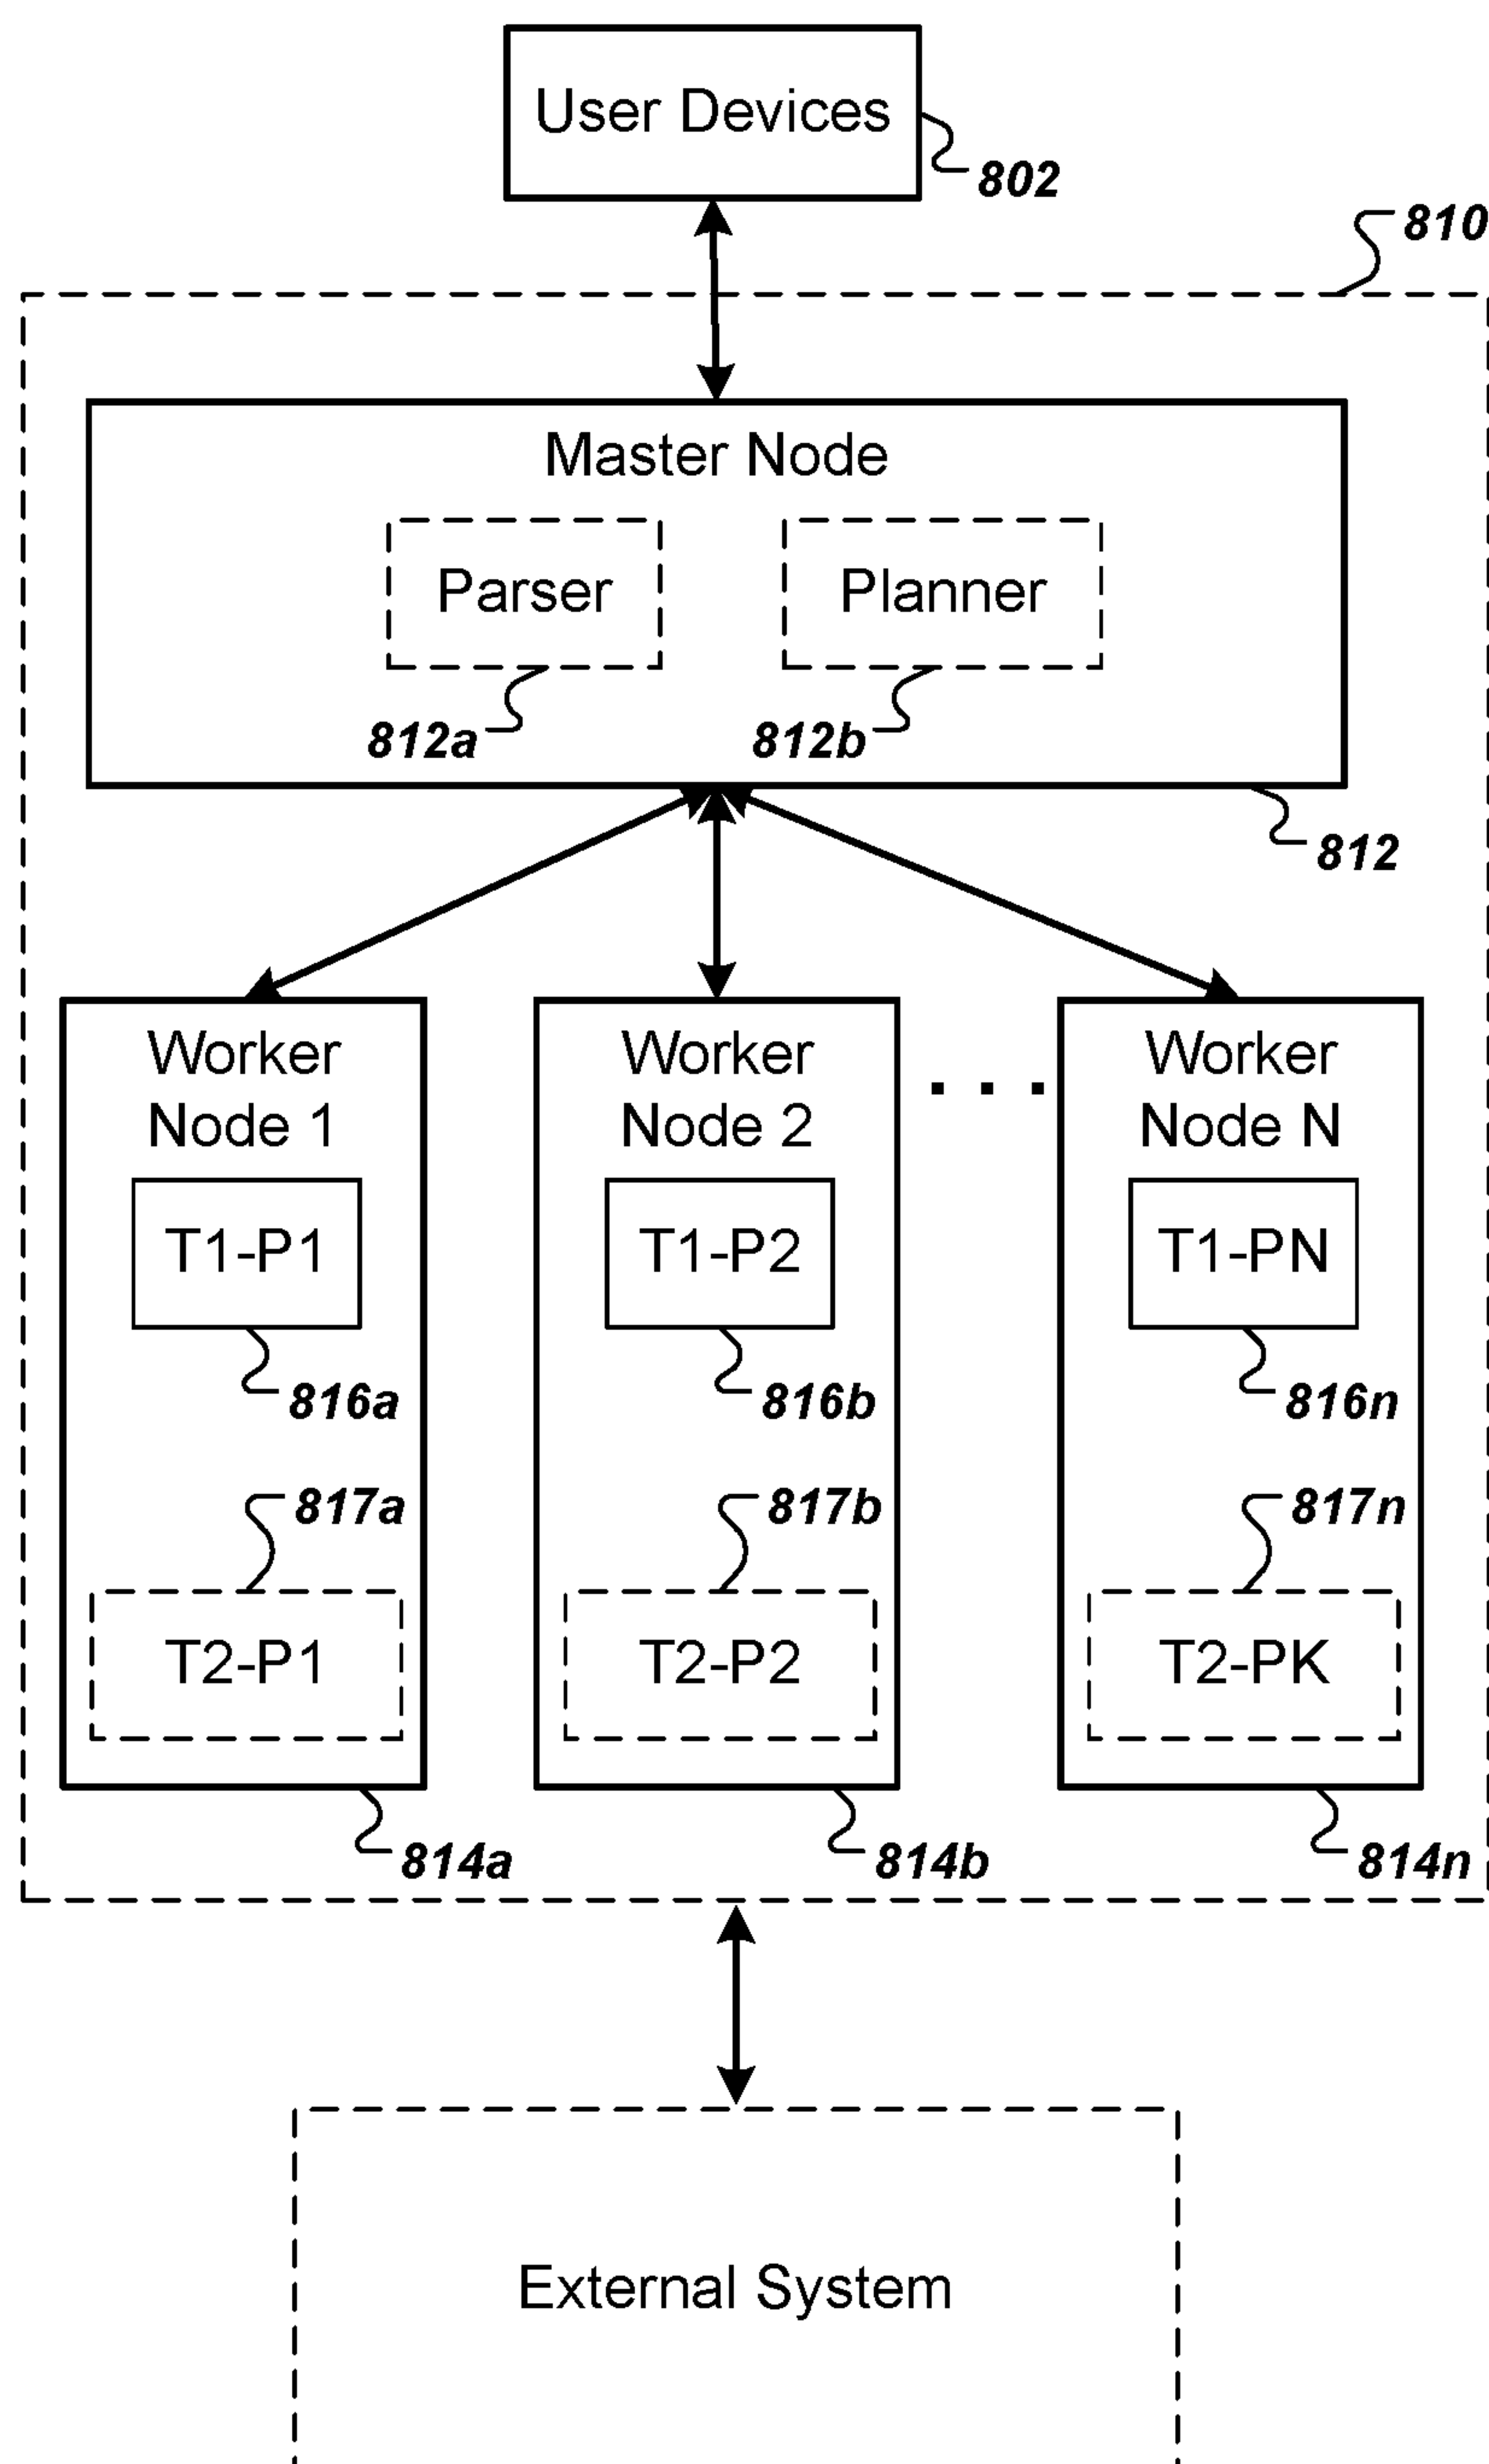 User Devices
802
810
Master Node
Parser
Planner
812a
812b
812
Worker
Node 1
Worker
Node 2
. . .
Worker
Node N
T1-P1
T1-P2
T1-PN
816a
816b
816n
817a
817b
817n
T2-P1
T2-P2
T2-PK
814a
814b
814n
External System